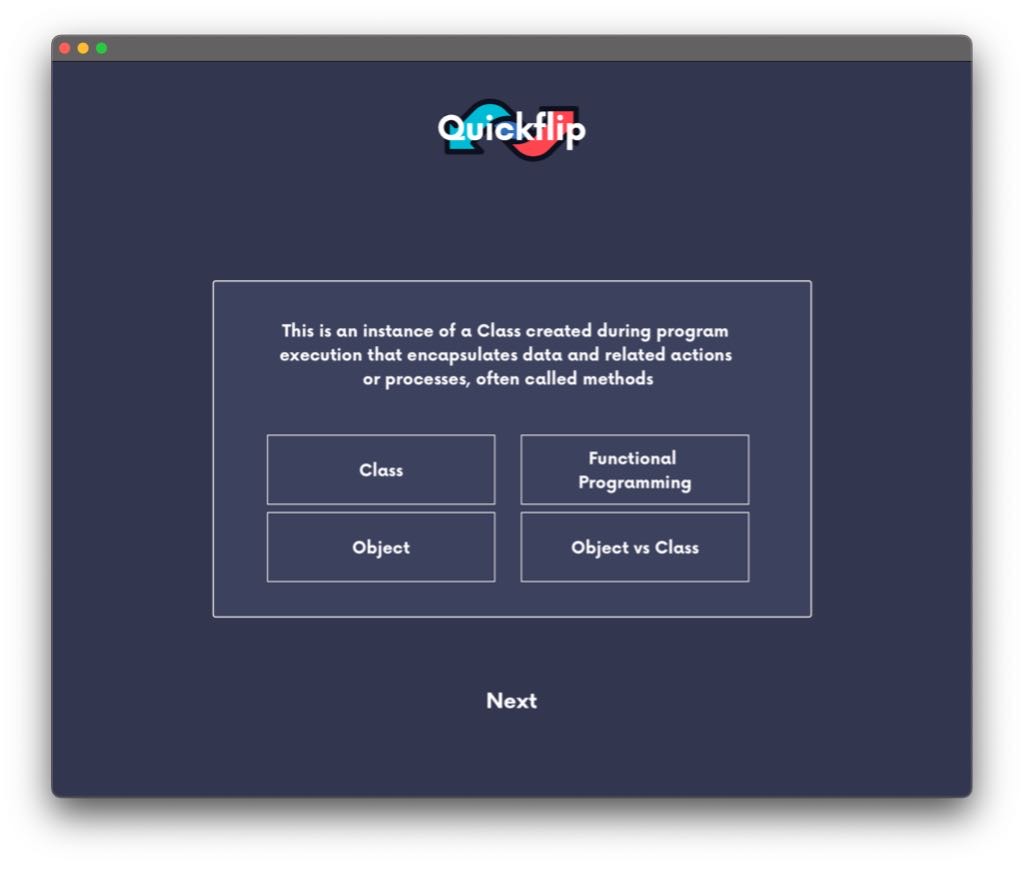 Quickflip
This is an instance of a Class created during program
execution that encapsulates data and related actions
or processes, often called methods
Class
Functional
Programming
Object
Object vs Class
Next